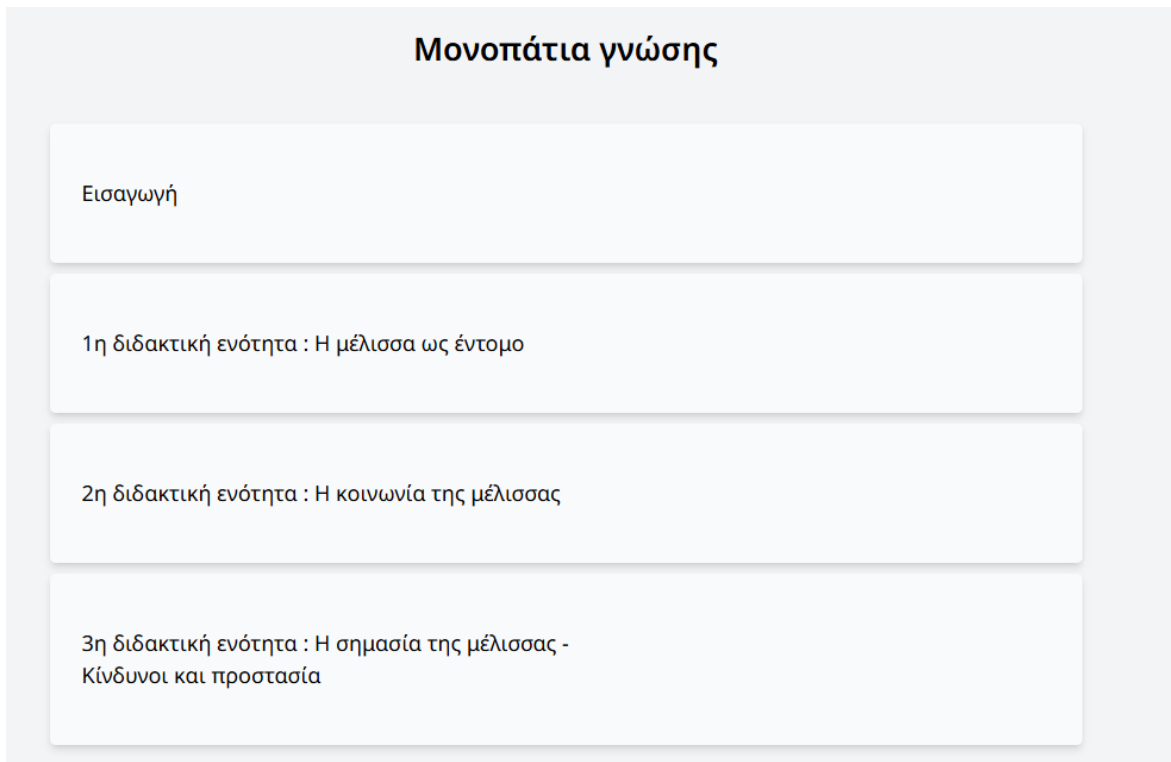 Μονοπάτια γνώσης
Εισαγωγή
1η διδακτική ενότητα : Η μέλισσα ως έντομο
2η διδακτική ενότητα : Η κοινωνία της μέλισσας
3η διδακτική ενότητα : Η σημασία της μέλισσας -
Κίνδυνοι και προστασία